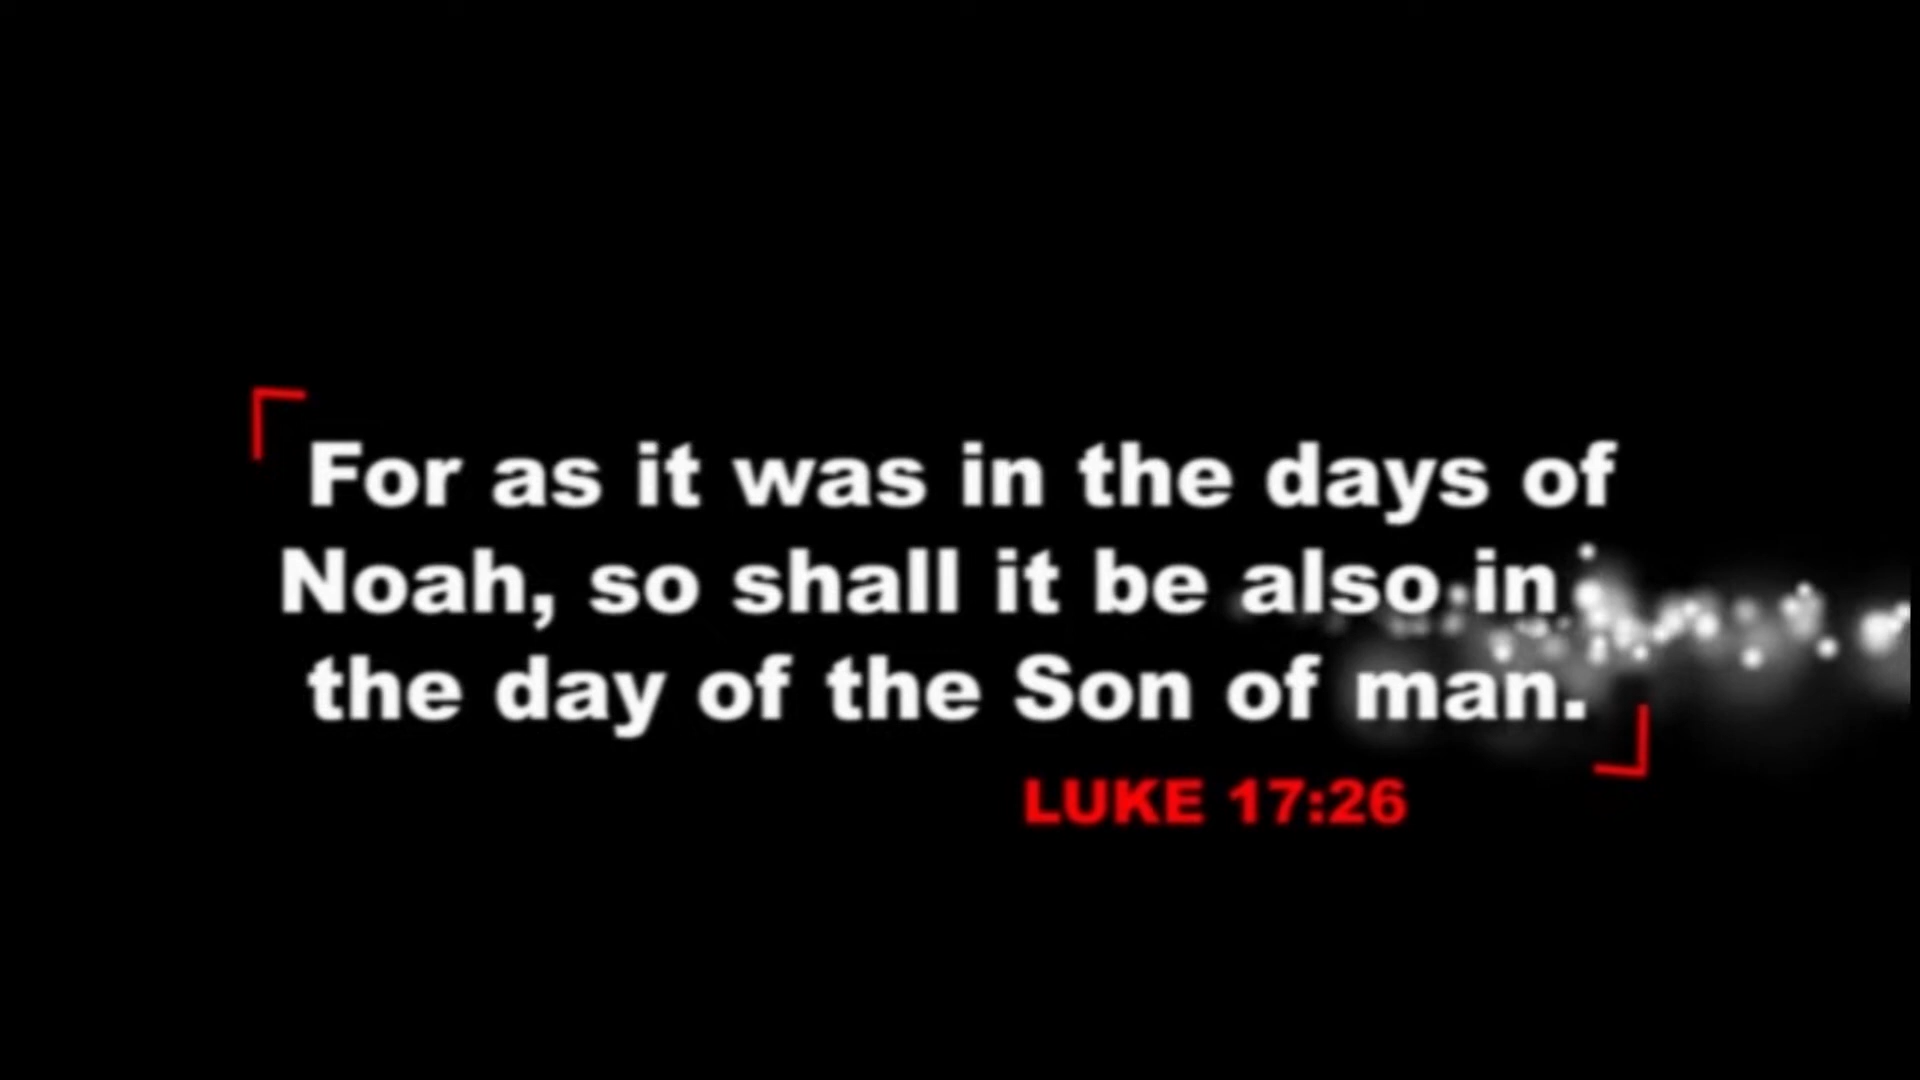 For as it was in the days of
Noah, so shall it be also in
the day of the Son of man.
LUKE 17:26